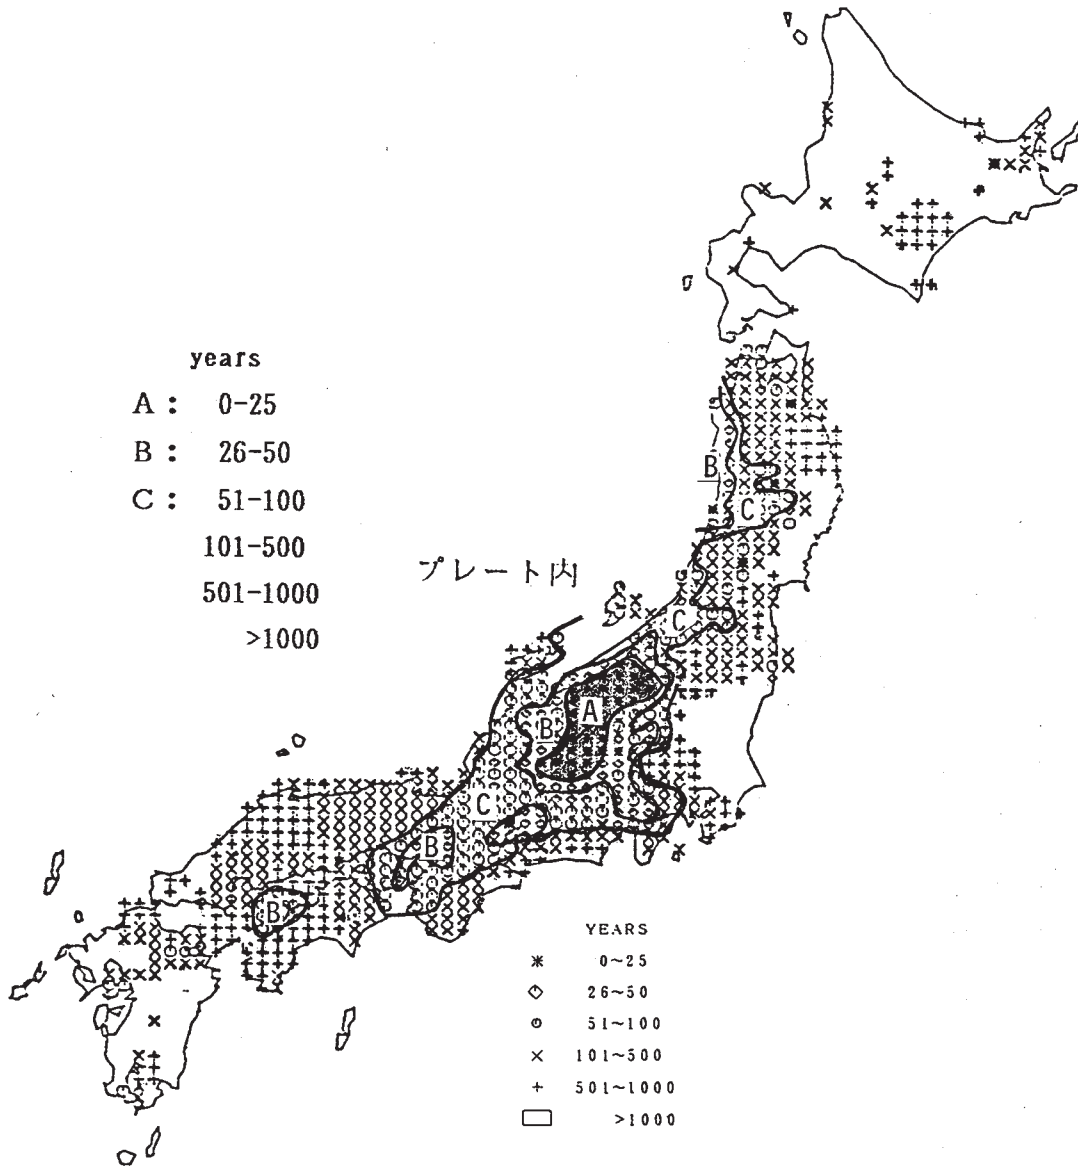 years
A : 0-25
B : 26-50
C : 51-100
101-500
501-1000
>1000
プレート内
B
C
C
A
B
C
B
B
YEARS
* 0~25
◇ 26~50
○ 51~100
× 101~500
+ 501~1000
>1000